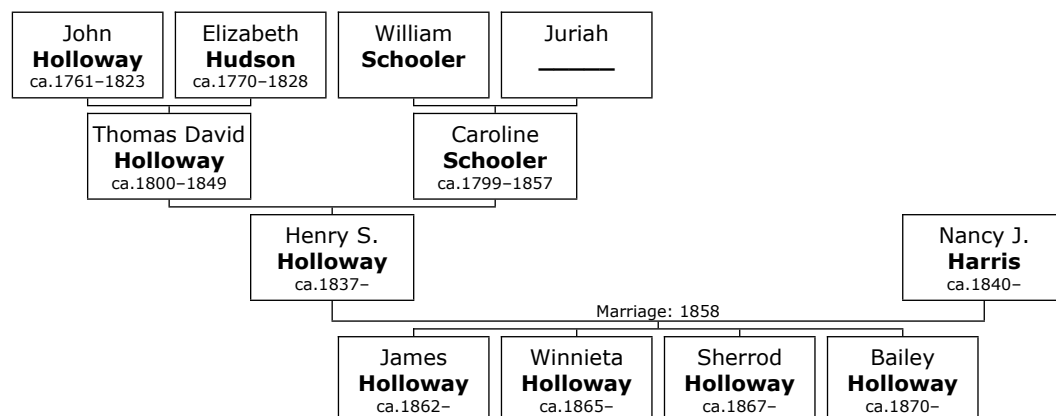 John
Holloway
ca.1761–1823
Elizabeth
Hudson
ca.1770–1828
William
Schooler
Juriah
_____
Thomas David
Holloway
ca.1800–1849
Caroline
Schooler
ca.1799–1857
Henry S.
Holloway
ca.1837–
Nancy J.
Harris
ca.1840–
Marriage: 1858
James
Holloway
ca.1862–
Winnieta
Holloway
ca.1865–
Sherrod
Holloway
ca.1867–
Bailey
Holloway
ca.1870–